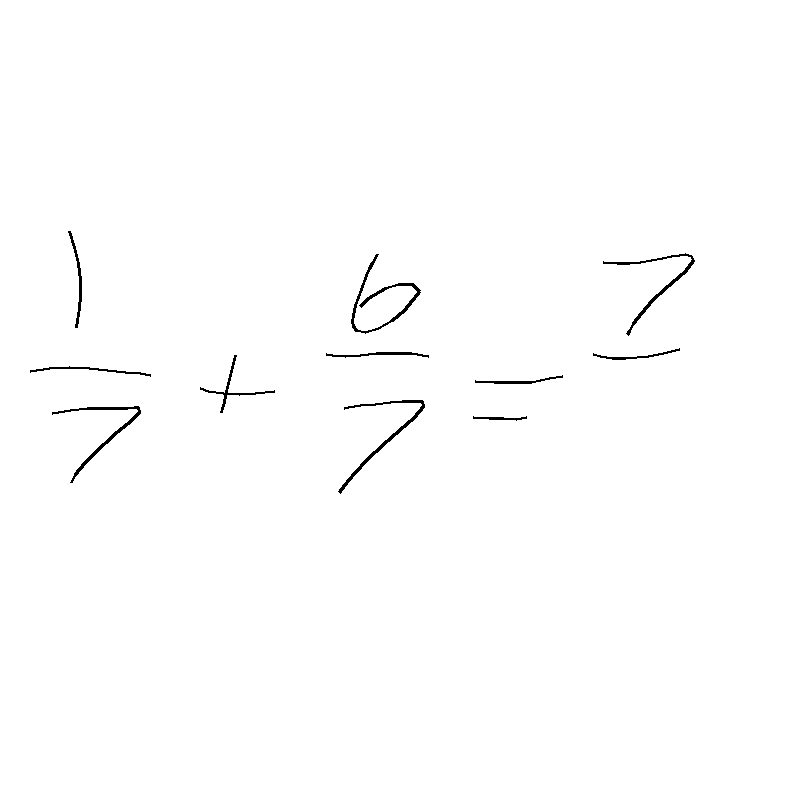 1/7 + 6/7 = 7/